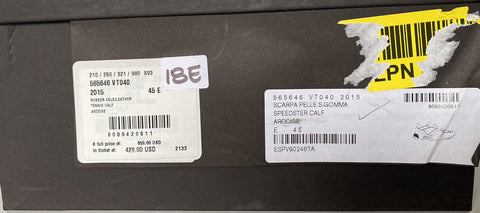 210 / 250 / 321 / 980 S93
565646 VT040
2015 45 E
RUBBER SOLE/LEATHER
TENNIS CALF
ARDOISE
8069420811
A full price at: 850.00 USD
In Outlet at: 429.00 USD 2133
18E
EPN
565646 VT040 2015
SCARPA PELLE S.GOMMA
SPEEDSTER CALF
ARDOISE
E 45
ESPV902487A
8069420811